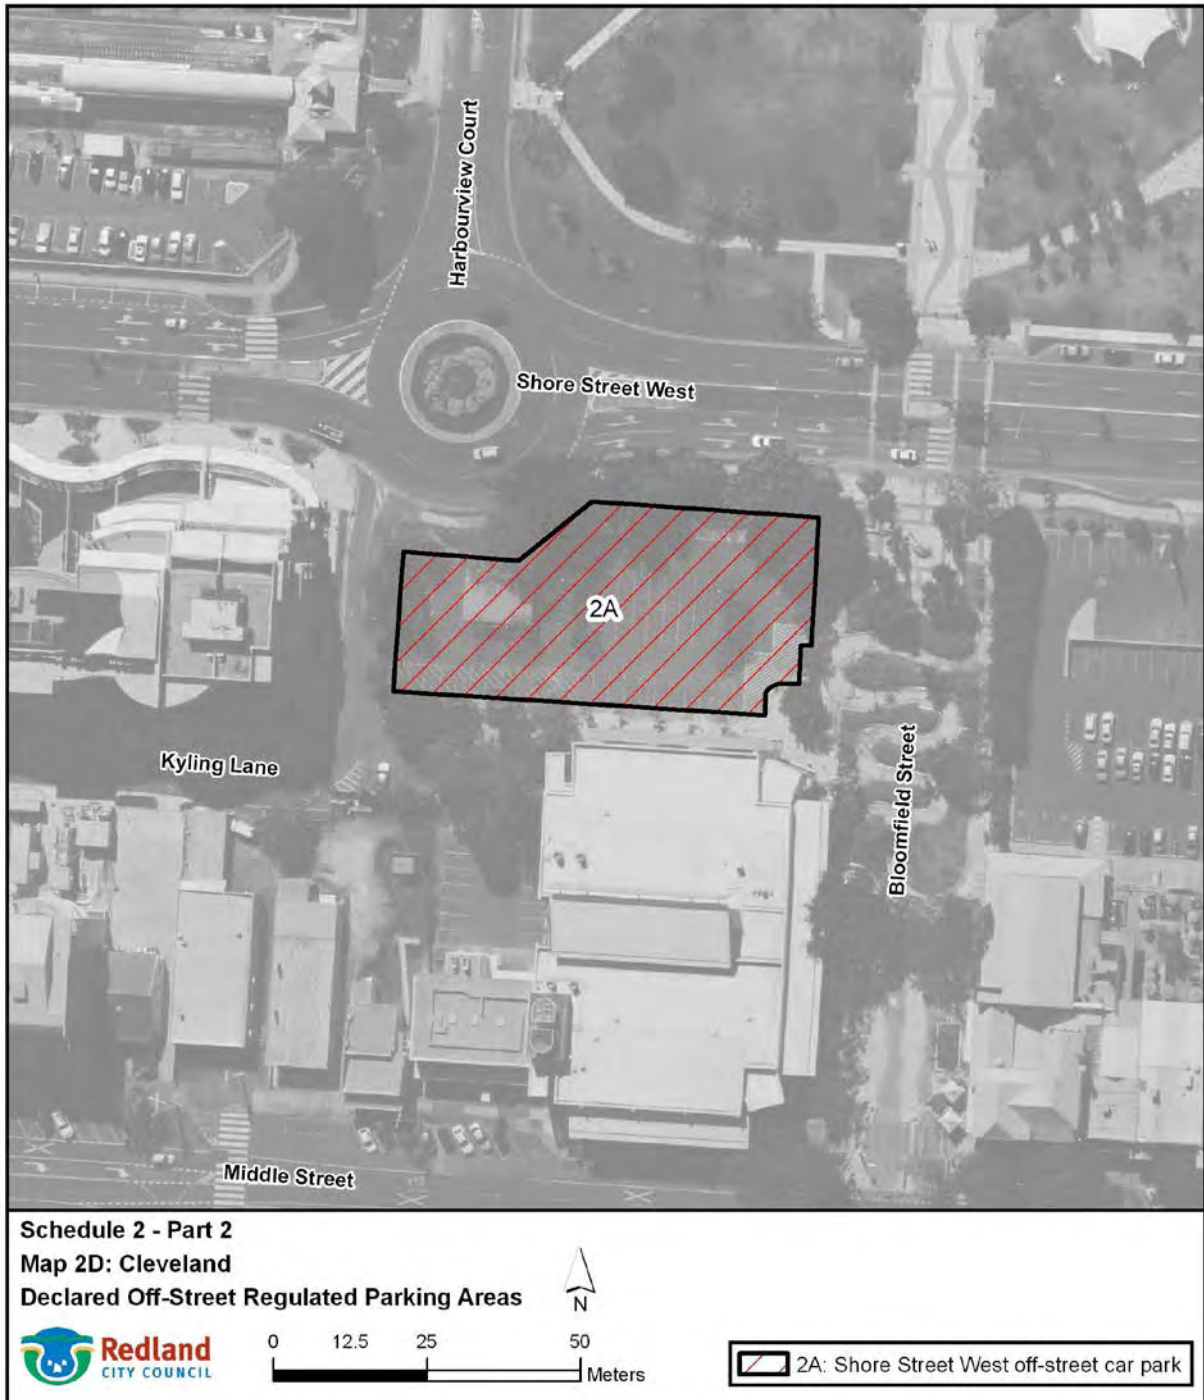 Harbourview Court
Shore Street West
2A
Kyling Lane
Bloomfield Street
Middle Street
Schedule 2 - Part 2
Map 2D: Cleveland
Declared Off-Street Regulated Parking Areas
N
Redland
CITY COUNCIL
0 12.5 25 50
Meters
2A: Shore Street West off-street car park